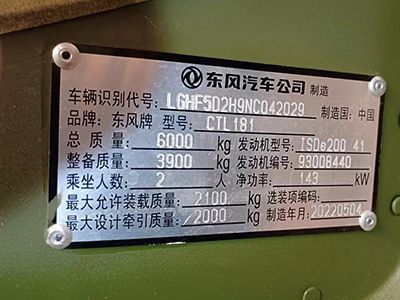 东风汽车公司 制造
车辆识别代号: LGHF5D2H9NC042029 制造国: 中国
品牌: 东风牌 型号: CTL181
总质量: 6000 kg 发动机型号: ISDe200 41
整备质量: 3900 kg 发动机编号: 93008440
乘坐人数: 2 人 净功率: 143 kW
最大允许装载质量: 2100 kg 选装项编码:
最大设计牵引质量: 2000 kg 制造年月: 20220504